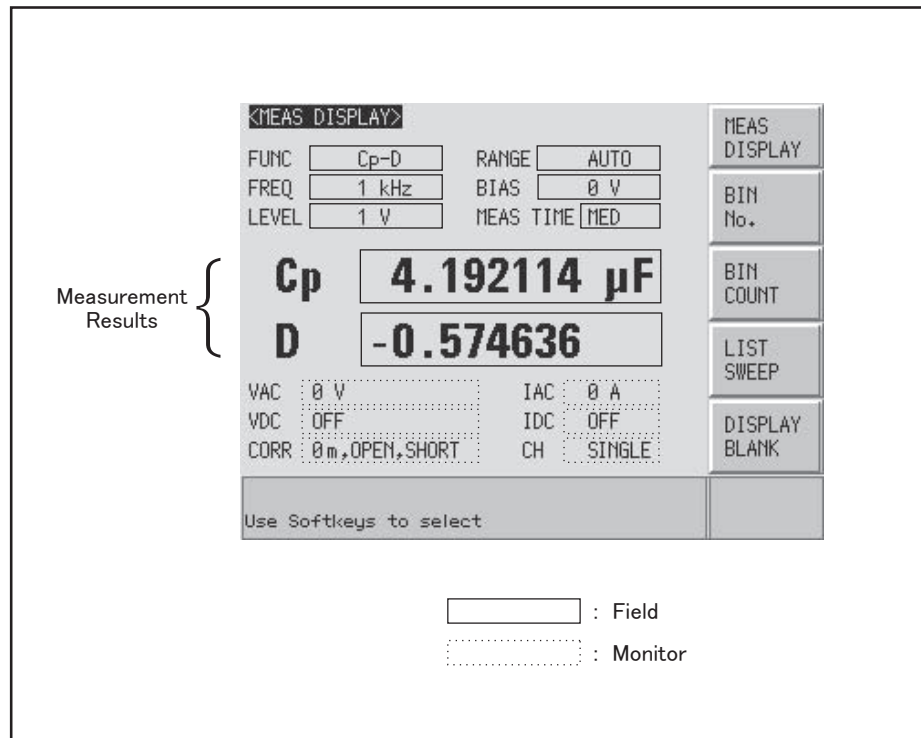 <MEAS DISPLAY>
FUNC Cp-D RANGE AUTO
FREQ 1 kHz BIAS 0 V
LEVEL 1 V MEAS TIME MED
Measurement
Results
Cp 4.192114 µF
D -0.574636
VAC 0 V IAC 0 A
VDC OFF IDC OFF
CORR 0m,OPEN,SHORT CH SINGLE
Use Softkeys to select
MEAS
DISPLAY
BIN
No.
BIN
COUNT
LIST
SWEEP
DISPLAY
BLANK
: Field
: Monitor